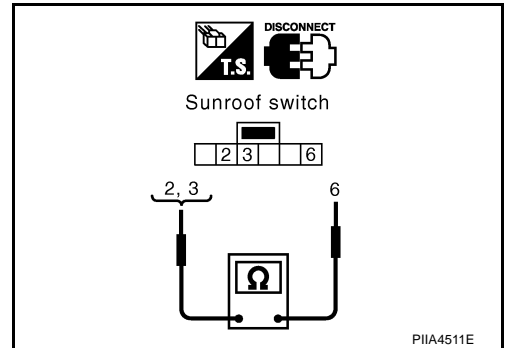 DISCONNECT
T.S.
Sunroof switch
2 3 6
2, 3 6
Ω
PIIA4511E